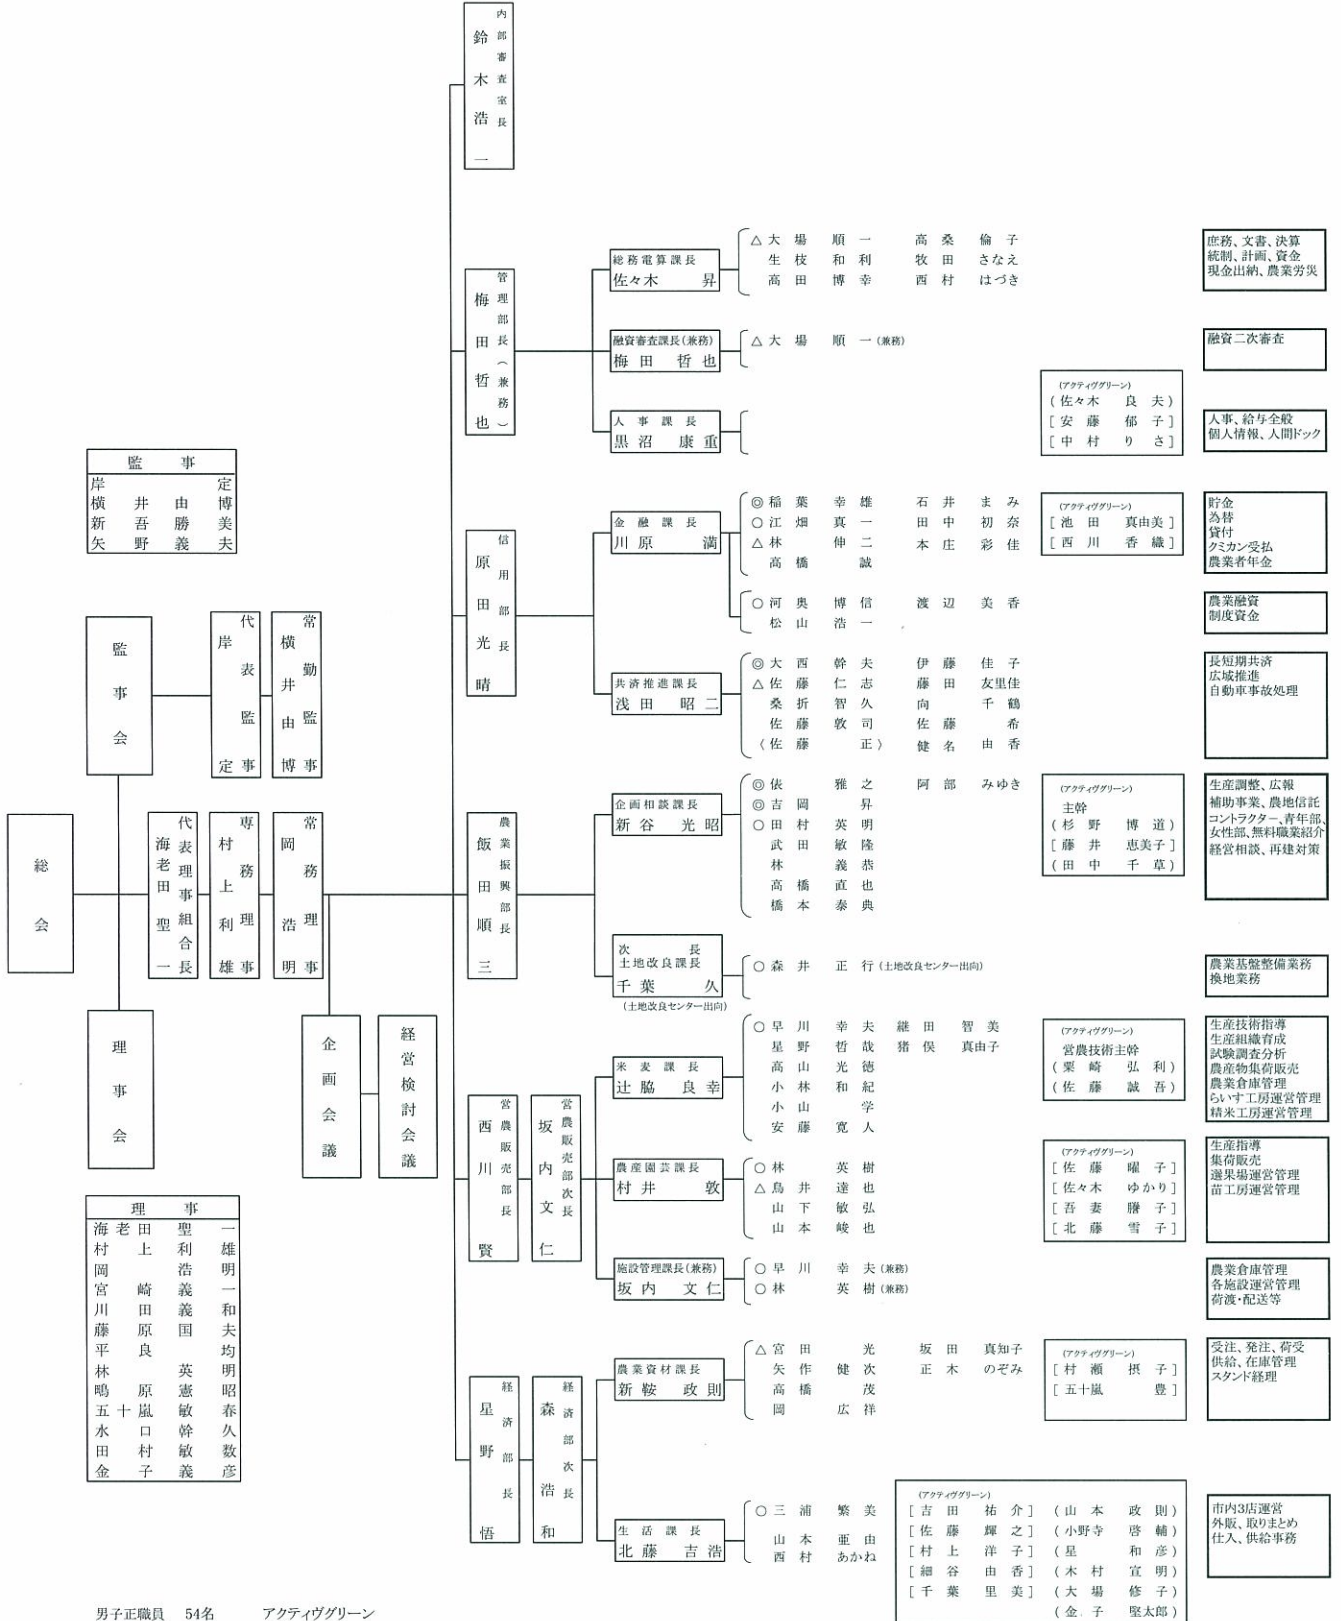 内部審査室長
鈴木浩一
管理部長(兼務)
梅田哲也
総務電算課長
佐々木 昇
△大場 順一 高桑 倫子
生枝 和利 牧田 さなえ
高田 博幸 西村 はづき
庶務、文書、決算
統制、計画、資金
現金出納、農業労災
融資審査課長(兼務)
梅田 哲也
△大場 順一(兼務)
融資二次審査
人事課長
黒沼 康重
(アクティヴグリーン)
(佐々木 良夫)
[安藤 郁子]
[中村 りさ]
人事、給与全般
個人情報、人間ドック
監事
岸 定
横井由博
新吾勝美
矢野義夫
信用部長
原田光晴
金融課長
川原 満
◎稲葉 幸雄 石井 まみ
○江畑 真一 田中 初奈
△林 伸二 本庄 彩佳
高橋 誠
(アクティヴグリーン)
[池田 真由美]
[西川 香織]
貯金
為替
貸付
クミカン受払
農業者年金
○河奥 博信 渡辺 美香
松山 浩一
農業融資
制度資金
共済推進課長
浅田 昭二
◎大西 幹夫 伊藤 佳子
△佐藤 仁志 藤田 友里佳
桑折 智久 向 千鶴
佐藤 敦司 佐藤 希
(佐藤 正) 健名 由香
長短期共済
広域推進
自動車事故処理
監事会
代表監事
岸 定
常勤監事
横井由博
総会
代表理事組合長
海老田聖一
専務理事
村上利雄
常務理事
岡 浩明
農業振興部長
飯田順三
企画相談課長
新谷 光昭
◎俵 雅之 阿部 みゆき
◎吉岡 昇
○田村 英明
武田 敏隆
林 義恭
高橋 直也
橋本 泰典
(アクティヴグリーン)
主幹
(杉野 博道)
[藤井 恵美子]
(田中 千草)
生産調整、広報
補助事業、農地信託
コントラクター、青年部、
女性部、無料職業紹介
経営相談、再建対策
次長
土地改良課長
千葉 久
(土地改良センター出向)
○森井 正行(土地改良センター出向)
農業基盤整備業務
換地業務
理事会
企画会議
経営検討会議
営農販売部長
西川 賢
営農販売部次長
坂内文仁
米麦課長
辻脇 良幸
○早川 幸夫 継田 智美
星野 哲哉 猪俣 真由子
高山 光徳
小林 和紀
小山 学
安藤 寛人
(アクティヴグリーン)
営農技術主幹
(栗崎 弘利)
(佐藤 誠吾)
生産技術指導
生産組織育成
試験調査分析
農産物集荷販売
農業倉庫管理
らいす工房運営管理
精米工房運営管理
農産園芸課長
村井 敦
○林 英樹
△鳥井 達也
山下 敏弘
山本 峻也
(アクティヴグリーン)
[佐藤 曜子]
[佐々木 ゆかり]
[吾妻 謄子]
[北藤 雪子]
生産指導
集荷販売
選果場運営管理
苗工房運営管理
施設管理課長(兼務)
坂内 文仁
○早川 幸夫(兼務)
○林 英樹(兼務)
農業倉庫管理
各施設運営管理
荷渡・配送等
理事
海老田聖一
村上利雄
岡 浩明
宮崎義一
川田義和
藤原国夫
平良 均
林 英明
鴫原憲昭
五十嵐敏春
水口幹久
田村敏数
金子義彦
経済部長
星野 悟
経済部次長
森 浩和
農業資材課長
新鞍 政則
△宮田 光 坂田 真知子
矢作 健次 正木 のぞみ
高橋 茂
岡 広祥
(アクティヴグリーン)
[村瀬 摂子]
[五十嵐 豊]
受注、発注、荷受
供給、在庫管理
スタンド経理
生活課長
北藤 吉浩
○三浦 繁美
山本 亜由
西村 あかね
(アクティヴグリーン)
[吉田 祐介] (山本 政則)
[佐藤 輝之] (小野寺 啓輔)
[村上 洋子] (星 和彦)
[細谷 由香] (木村 宣明)
[千葉 里美] (大場 修子)
(金子 堅太郎)
市内3店運営
外販、取りまとめ
仕入、供給事務
男子正職員 54名 アクティヴグリーン